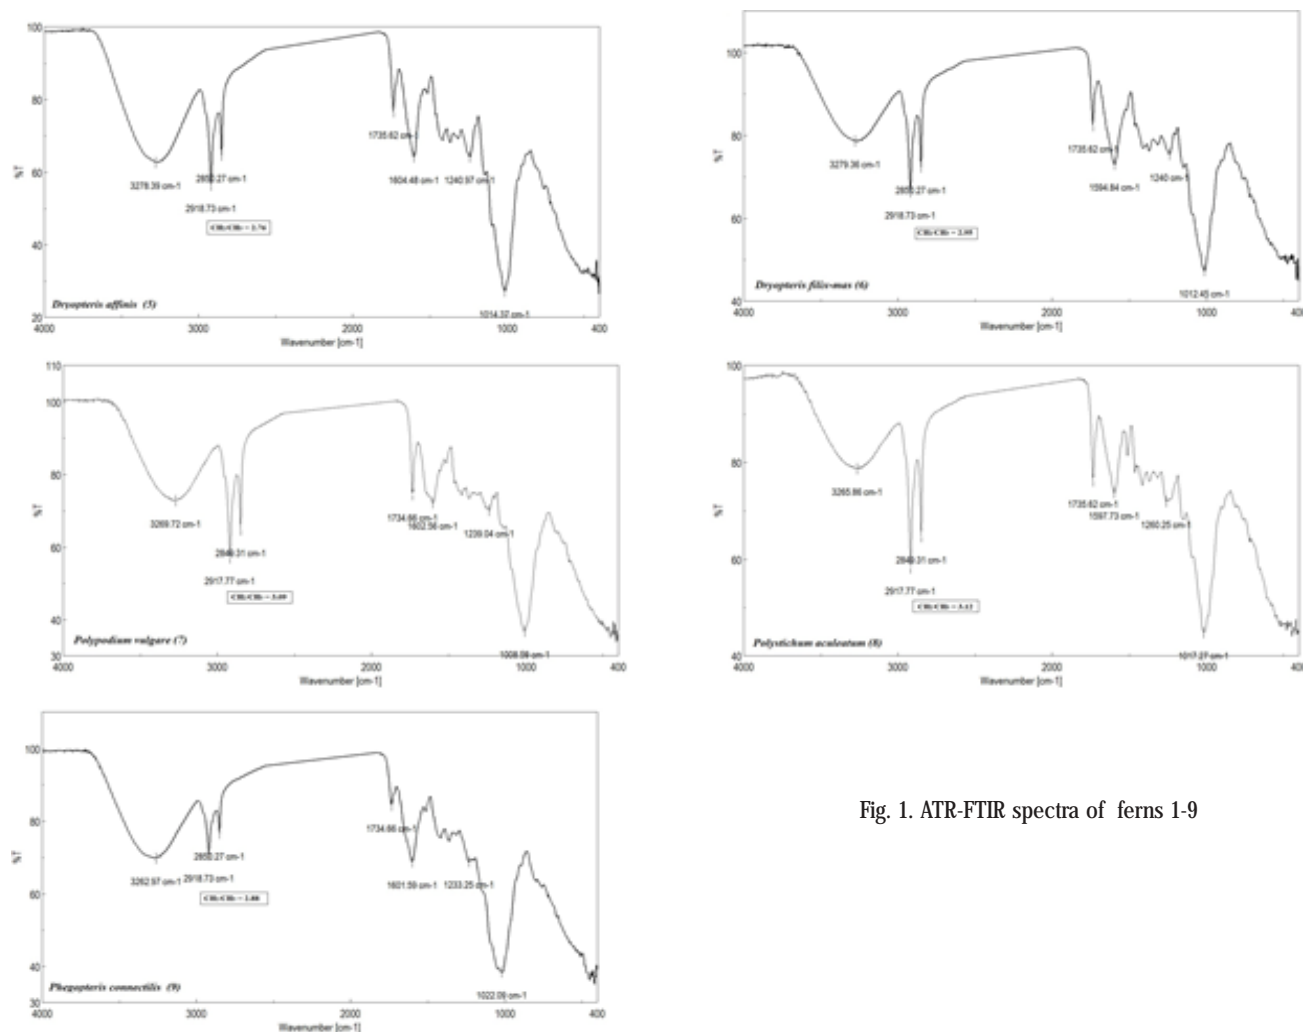 100
80
60
40
20
%T
3278.39 cm-1
2850.27 cm-1
2918.73 cm-1
1735.62 cm-1
1604.48 cm-1
1240.97 cm-1
1014.37 cm-1
Dryopteris affinis (5)
4000
3000
2000
1000
400
Wavenumber [cm-1]
100
80
60
40
%T
3279.36 cm-1
2850.27 cm-1
2918.73 cm-1
1735.62 cm-1
1594.84 cm-1
1240 cm-1
1012.45 cm-1
Dryopteris filix-mas (6)
4000
3000
2000
1000
400
Wavenumber [cm-1]
110
100
80
60
40
30
%T
3269.72 cm-1
2849.31 cm-1
2917.77 cm-1
1734.66 cm-1
1602.56 cm-1
1239.04 cm-1
1008.59 cm-1
Polypodium vulgare (7)
4000
3000
2000
1000
400
Wavenumber [cm-1]
100
80
60
40
%T
3265.86 cm-1
2849.31 cm-1
2917.77 cm-1
1735.62 cm-1
1597.73 cm-1
1260.25 cm-1
1017.27 cm-1
Polystichum aculeatum (8)
4000
3000
2000
1000
400
Wavenumber [cm-1]
100
80
60
40
30
%T
3262.97 cm-1
2850.27 cm-1
2918.73 cm-1
1734.66 cm-1
1601.59 cm-1
1233.25 cm-1
1022.09 cm-1
Phegopteris connectilis (9)
4000
3000
2000
1000
400
Wavenumber [cm-1]
Fig. 1. ATR-FTIR spectra of ferns 1-9